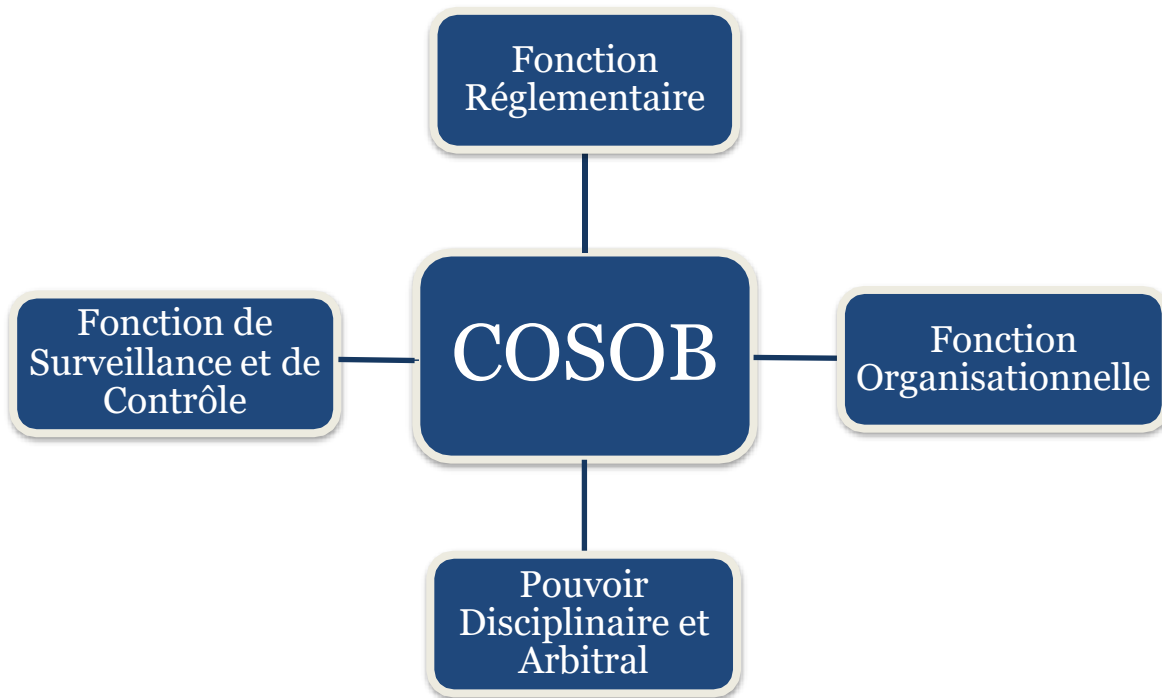 Fonction
Réglementaire
Fonction de
Surveillance et de
Contrôle
COSOB
Fonction
Organisationnelle
Pouvoir
Disciplinaire et
Arbitral